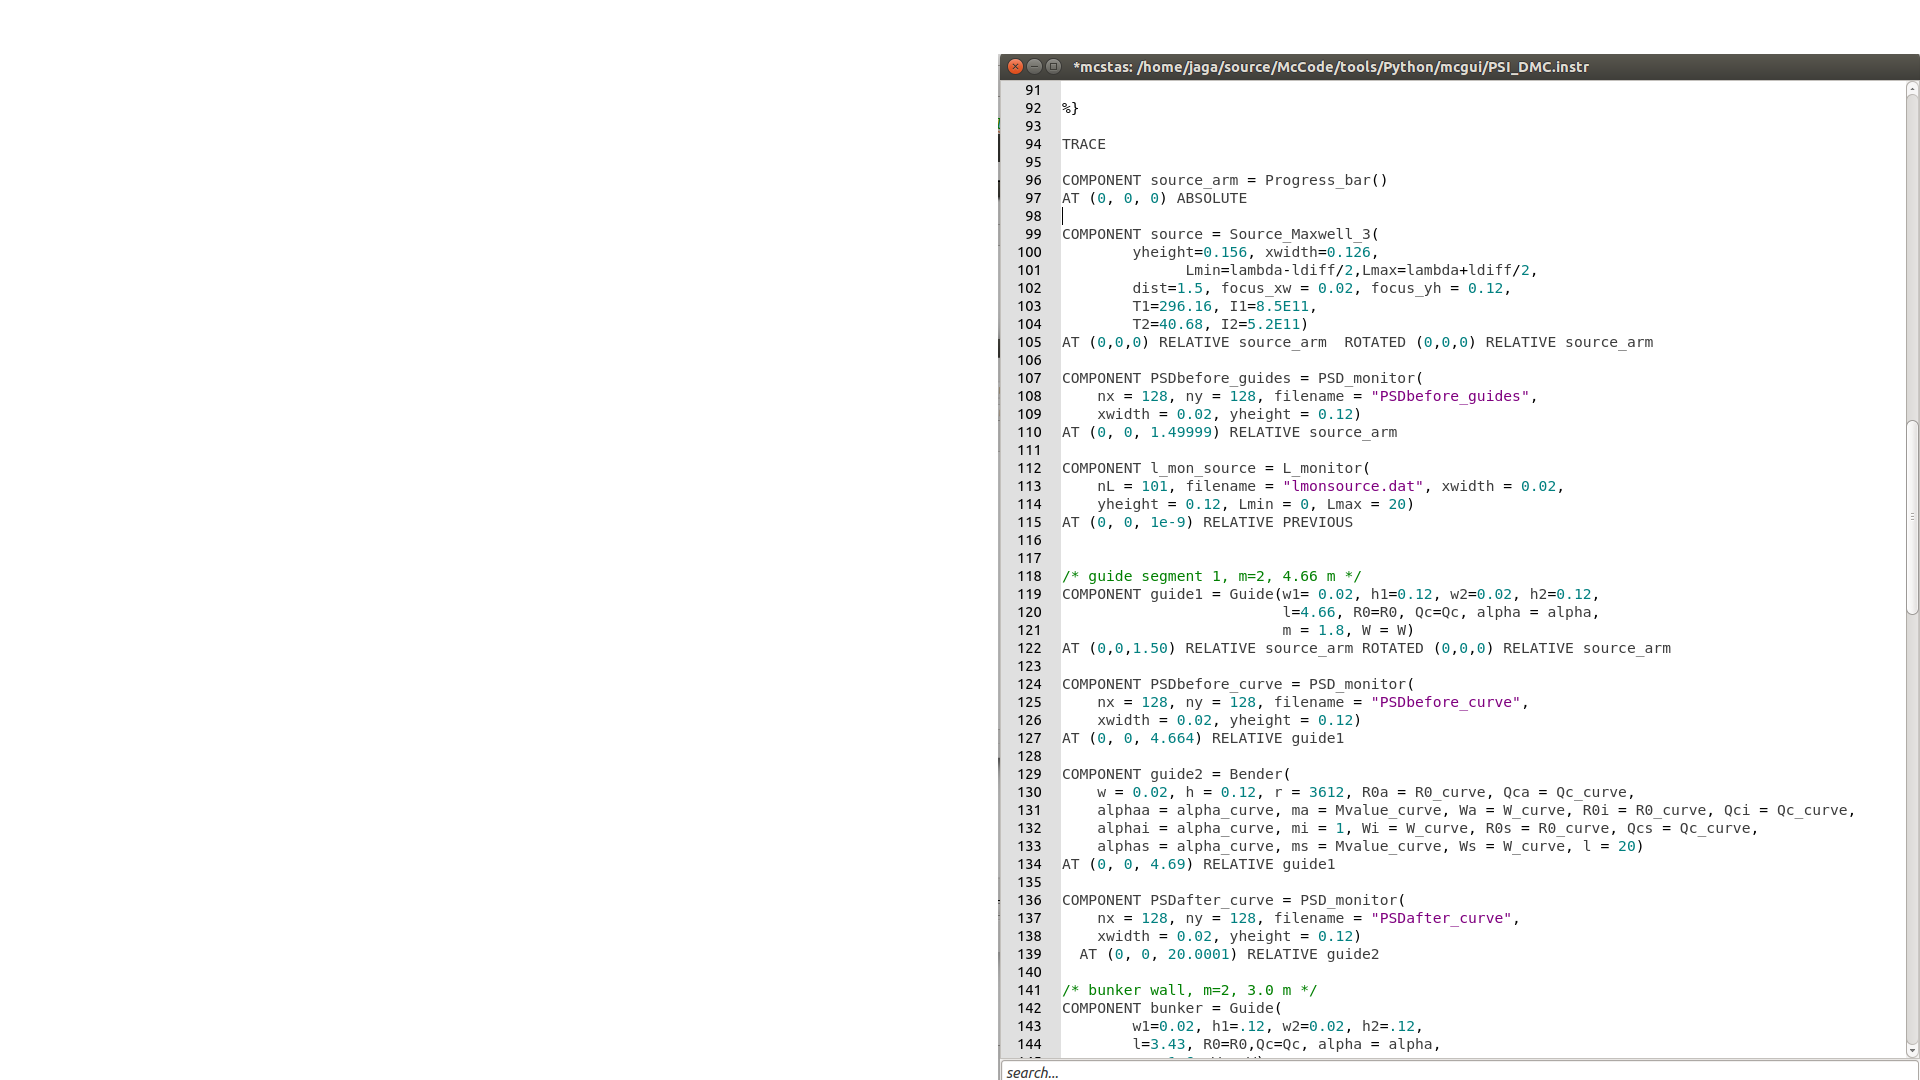 *mcstas: /home/jaga/source/McCode/tools/Python/mcgui/PSI_DMC.instr
91
92 %}
93
94 TRACE
95
96 COMPONENT source_arm = Progress_bar()
97 AT (0, 0, 0) ABSOLUTE
98
99 COMPONENT source = Source_Maxwell_3(
100 yheight=0.156, xwidth=0.126,
101 Lmin=lambda-ldiff/2,Lmax=lambda+ldiff/2,
102 dist=1.5, focus_xw = 0.02, focus_yh = 0.12,
103 T1=296.16, I1=8.5E11,
104 T2=40.68, I2=5.2E11)
105 AT (0,0,0) RELATIVE source_arm  ROTATED (0,0,0) RELATIVE source_arm
106
107 COMPONENT PSDbefore_guides = PSD_monitor(
108 nx = 128, ny = 128, filename = "PSDbefore_guides",
109 xwidth = 0.02, yheight = 0.12)
110 AT (0, 0, 1.49999) RELATIVE source_arm
111
112 COMPONENT l_mon_source = L_monitor(
113 nL = 101, filename = "lmonsource.dat", xwidth = 0.02,
114 yheight = 0.12, Lmin = 0, Lmax = 20)
115 AT (0, 0, 1e-9) RELATIVE PREVIOUS
116
117
118 /* guide segment 1, m=2, 4.66 m */
119 COMPONENT guide1 = Guide(w1= 0.02, h1=0.12, w2=0.02, h2=0.12,
120 l=4.66, R0=R0, Qc=Qc, alpha = alpha,
121 m = 1.8, W = W)
122 AT (0,0,1.50) RELATIVE source_arm ROTATED (0,0,0) RELATIVE source_arm
123
124 COMPONENT PSDbefore_curve = PSD_monitor(
125 nx = 128, ny = 128, filename = "PSDbefore_curve",
126 xwidth = 0.02, yheight = 0.12)
127 AT (0, 0, 4.664) RELATIVE guide1
128
129 COMPONENT guide2 = Bender(
130 w = 0.02, h = 0.12, r = 3612, R0a = R0_curve, Qca = Qc_curve,
131 alphaa = alpha_curve, ma = Mvalue_curve, Wa = W_curve, R0i = R0_curve, Qci = Qc_curve,
132 alphai = alpha_curve, mi = 1, Wi = W_curve, R0s = R0_curve, Qcs = Qc_curve,
133 alphas = alpha_curve, ms = Mvalue_curve, Ws = W_curve, l = 20)
134 AT (0, 0, 4.69) RELATIVE guide1
135
136 COMPONENT PSDafter_curve = PSD_monitor(
137 nx = 128, ny = 128, filename = "PSDafter_curve",
138 xwidth = 0.02, yheight = 0.12)
139 AT (0, 0, 20.0001) RELATIVE guide2
140
141 /* bunker wall, m=2, 3.0 m */
142 COMPONENT bunker = Guide(
143 w1=0.02, h1=.12, w2=0.02, h2=.12,
144 l=3.43, R0=R0,Qc=Qc, alpha = alpha,
search...